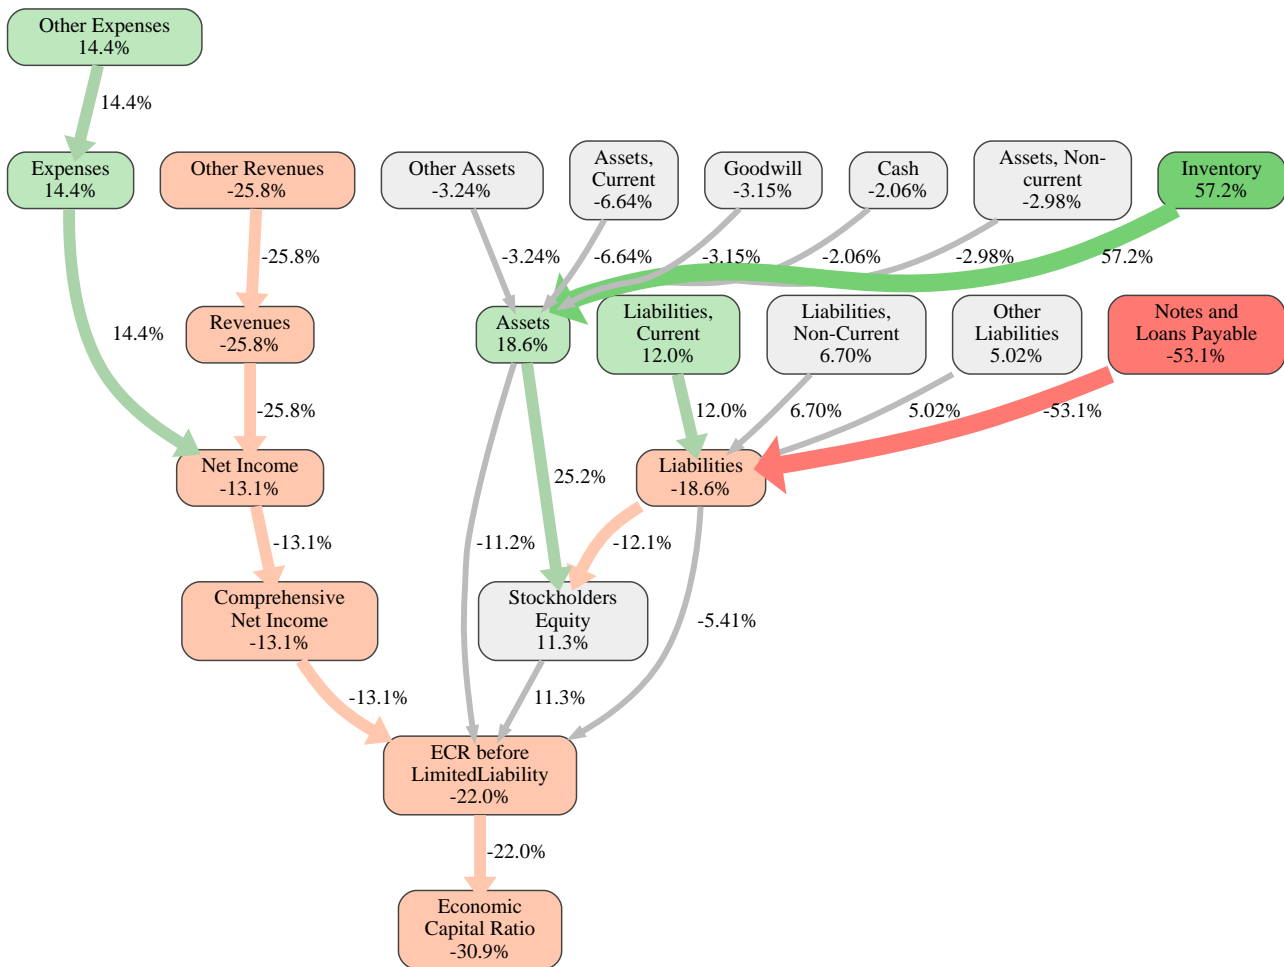 Other Expenses
14.4%
14.4%
Expenses
14.4%
Other Revenues
-25.8%
Other Assets
-3.24%
Assets,
Current
-6.64%
Goodwill
-3.15%
Cash
-2.06%
Assets, Non-
current
-2.98%
Inventory
57.2%
-25.8%
-3.24%
-6.64%
-3.15%
-2.06%
-2.98%
57.2%
14.4%
Revenues
-25.8%
Assets
18.6%
Liabilities,
Current
12.0%
Liabilities,
Non-Current
6.70%
Other
Liabilities
5.02%
Notes and
Loans Payable
-53.1%
-25.8%
12.0%
6.70%
5.02%
-53.1%
Net Income
-13.1%
25.2%
Liabilities
-18.6%
-13.1%
-11.2%
-12.1%
Comprehensive
Net Income
-13.1%
Stockholders
Equity
11.3%
-5.41%
-13.1%
11.3%
ECR before
LimitedLiability
-22.0%
-22.0%
Economic
Capital Ratio
-30.9%